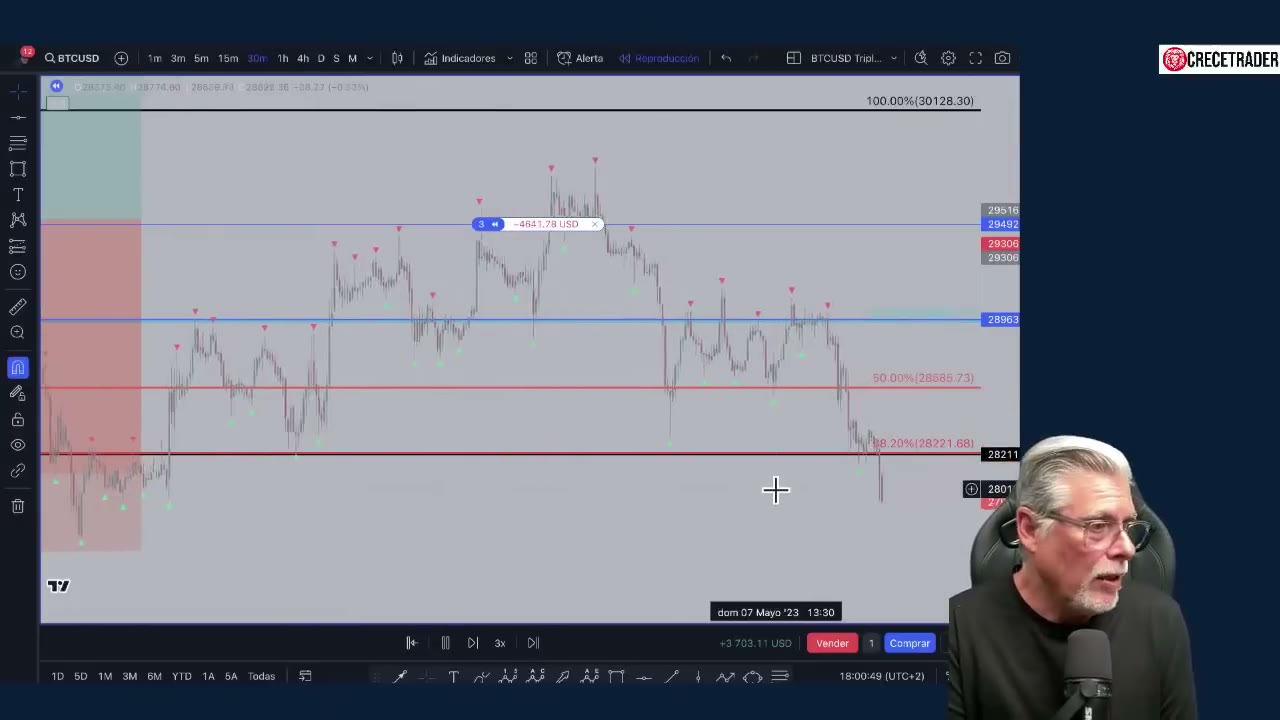 CRECETRADER
12
BTCUSD 1m 3m 5m 15m 30m 1h 4h D S M Indicadores Alerta Reproducción BTCUSD Tripl...
100.00%(30128.30)
29516
3 −4641.78 USD × 29492
29306
29306
28963
50.00%(28585.73)
38.20%(28221.68)
28211
2801
dom 07 Mayo '23 13:30
3x +3 703.11 USD Vender 1 Comprar
1D 5D 1M 3M 6M YTD 1A 5A Todas 18:00:49 (UTC+2)